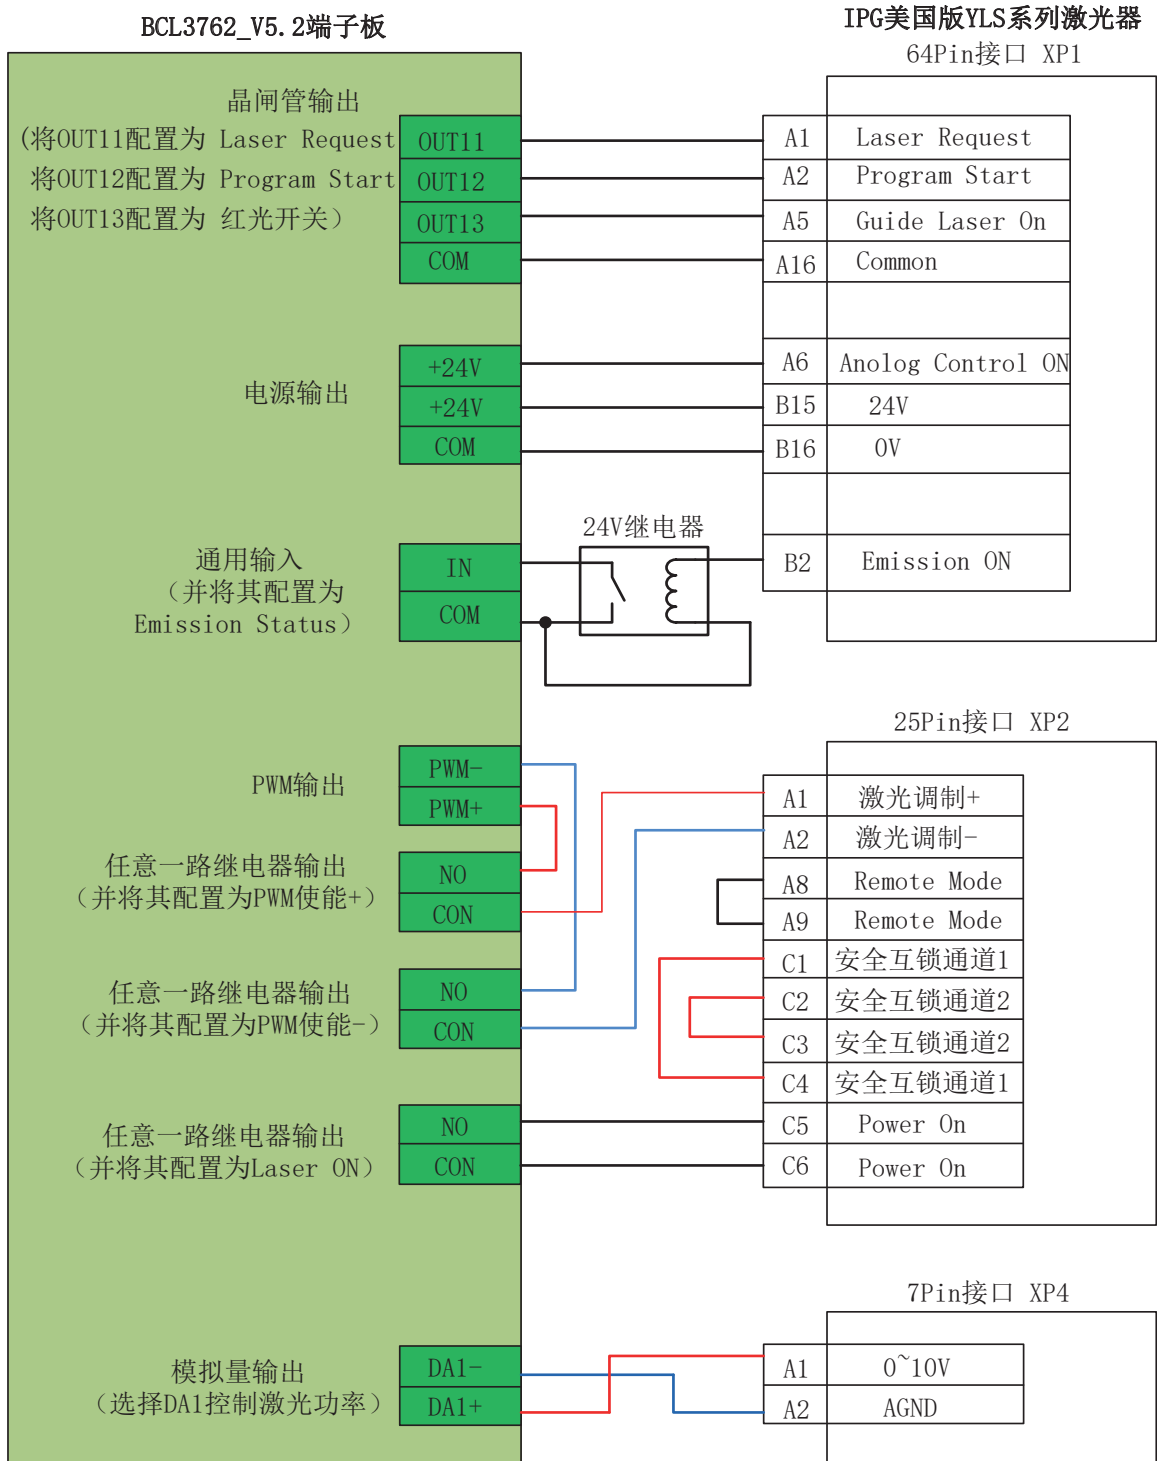 BCL3762_V5.2端子板
IPG美国版YLS系列激光器
64Pin接口 XP1
晶闸管输出
(将OUT11配置为 Laser Request
将OUT12配置为 Program Start
将OUT13配置为 红光开关）
OUT11
OUT12
OUT13
COM
A1 Laser Request
A2 Program Start
A5 Guide Laser On
A16 Common
电源输出
+24V
+24V
COM
A6 Anolog Control ON
B15 24V
B16 0V
24V继电器
通用输入
（并将其配置为
Emission Status）
IN
COM
B2 Emission ON
25Pin接口 XP2
PWM输出
PWM-
PWM+
任意一路继电器输出
（并将其配置为PWM使能+）
NO
CON
任意一路继电器输出
（并将其配置为PWM使能-）
NO
CON
任意一路继电器输出
（并将其配置为Laser ON）
NO
CON
A1 激光调制+
A2 激光调制-
A8 Remote Mode
A9 Remote Mode
C1 安全互锁通道1
C2 安全互锁通道2
C3 安全互锁通道2
C4 安全互锁通道1
C5 Power On
C6 Power On
7Pin接口 XP4
模拟量输出
（选择DA1控制激光功率）
DA1-
DA1+
A1 0~10V
A2 AGND